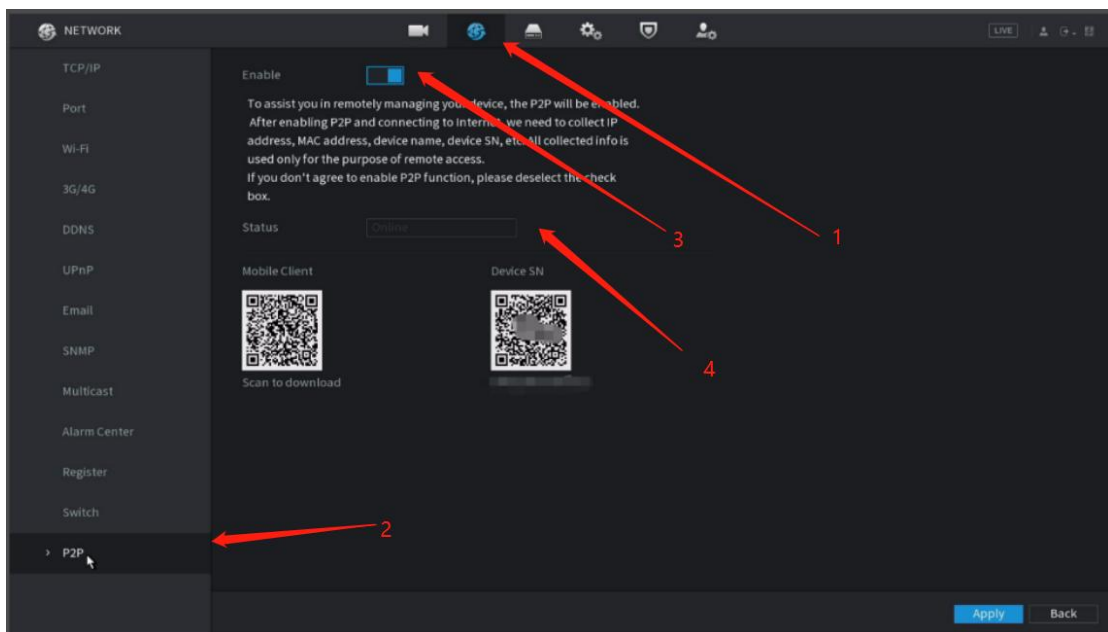 NETWORK
LIVE
TCP/IP
Port
Wi-Fi
3G/4G
DDNS
UPnP
Email
SNMP
Multicast
Alarm Center
Register
Switch
P2P
Enable
To assist you in remotely managing your device, the P2P will be enabled.
After enabling P2P and connecting to Internet, we need to collect IP
address, MAC address, device name, device SN, etc. All collected info is
used only for the purpose of remote access.
If you don't agree to enable P2P function, please deselect the check
box.
Status
Online
Mobile Client
Device SN
Scan to download
1
2
3
4
Apply
Back